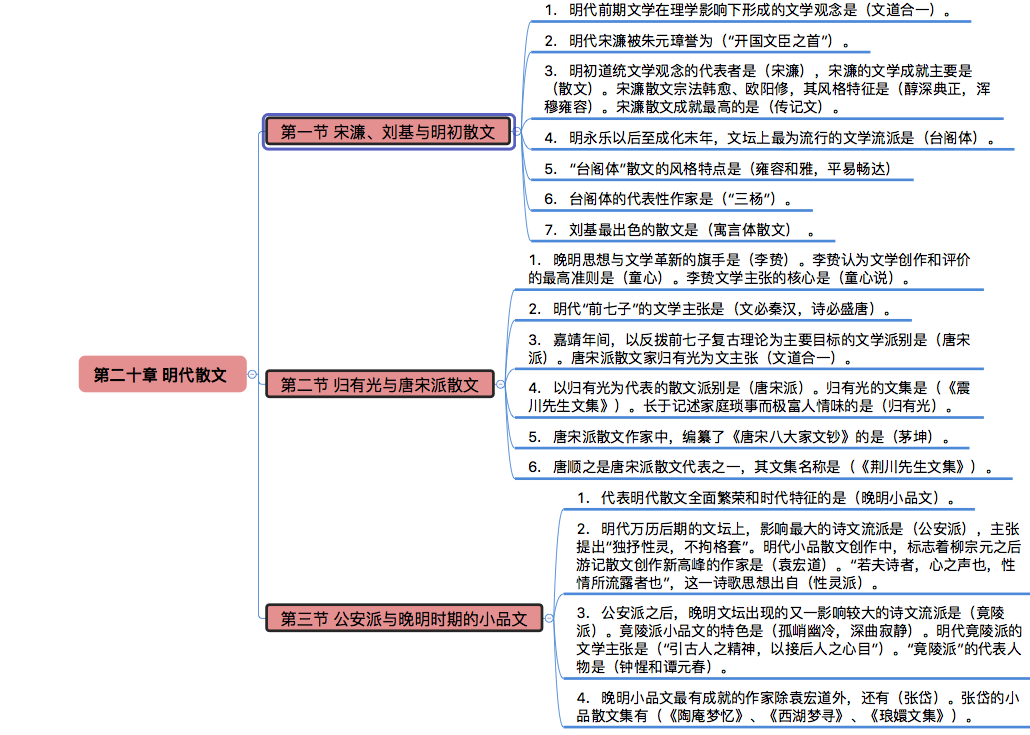 第二十章 明代散文
第一节 宋濂、刘基与明初散文
1. 明代前期文学在理学影响下形成的文学观念是（文道合一）。
2. 明代宋濂被朱元璋誉为（“开国文臣之首”）。
3. 明初道统文学观念的代表者是（宋濂），宋濂的文学成就主要是
（散文）。宋濂散文宗法韩愈、欧阳修，其风格特征是（醇深典正，浑
穆雍容）。宋濂散文成就最高的是（传记文）。
4. 明永乐以后至成化末年，文坛上最为流行的文学流派是（台阁体）。
5. “台阁体”散文的风格特点是（雍容和雅，平易畅达）
6. 台阁体的代表性作家是（“三杨”）。
7. 刘基最出色的散文是（寓言体散文） 。
第二节 归有光与唐宋派散文
1. 晚明思想与文学革新的旗手是（李贽）。李贽认为文学创作和评价
的最高准则是（童心）。李贽文学主张的核心是（童心说）。
2. 明代“前七子”的文学主张是（文必秦汉，诗必盛唐）。
3. 嘉靖年间，以反拨前七子复古理论为主要目标的文学派别是（唐宋
派）。唐宋派散文家归有光为文主张（文道合一）。
4. 以归有光为代表的散文派别是（唐宋派）。归有光的文集是（《震
川先生文集》）。长于记述家庭琐事而极富人情味的是（归有光）。
5. 唐宋派散文作家中，编纂了《唐宋八大家文钞》的是（茅坤）。
6. 唐顺之是唐宋派散文代表之一，其文集名称是（《荆川先生文集》）。
第三节 公安派与晚明时期的小品文
1. 代表明代散文全面繁荣和时代特征的是（晚明小品文）。
2. 明代万历后期的文坛上，影响最大的诗文流派是（公安派），主张
提出“独抒性灵，不拘格套”。明代小品散文创作中，标志着柳宗元之后
游记散文创作新高峰的作家是（袁宏道）。“若夫诗者，心之声也，性
情所流露者也”，这一诗歌思想出自（性灵派）。
3. 公安派之后，晚明文坛出现的又一影响较大的诗文流派是（竟陵
派）。竟陵派小品文的特色是（孤峭幽冷，深曲寂静）。明代竟陵派的
文学主张是（“引古人之精神，以接后人之心目”）。“竟陵派”的代表人
物是（钟惺和谭元春）。
4. 晚明小品文最有成就的作家除袁宏道外，还有（张岱）。张岱的小
品散文集有（《陶庵梦忆》、《西湖梦寻》、《琅嬛文集》）。